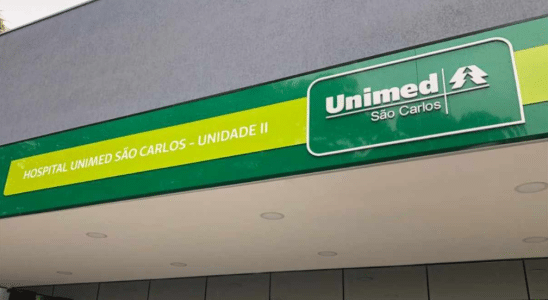 HOSPITAL UNIMED SÃO CARLOS - UNIDADE II
Unimed
São Carlos